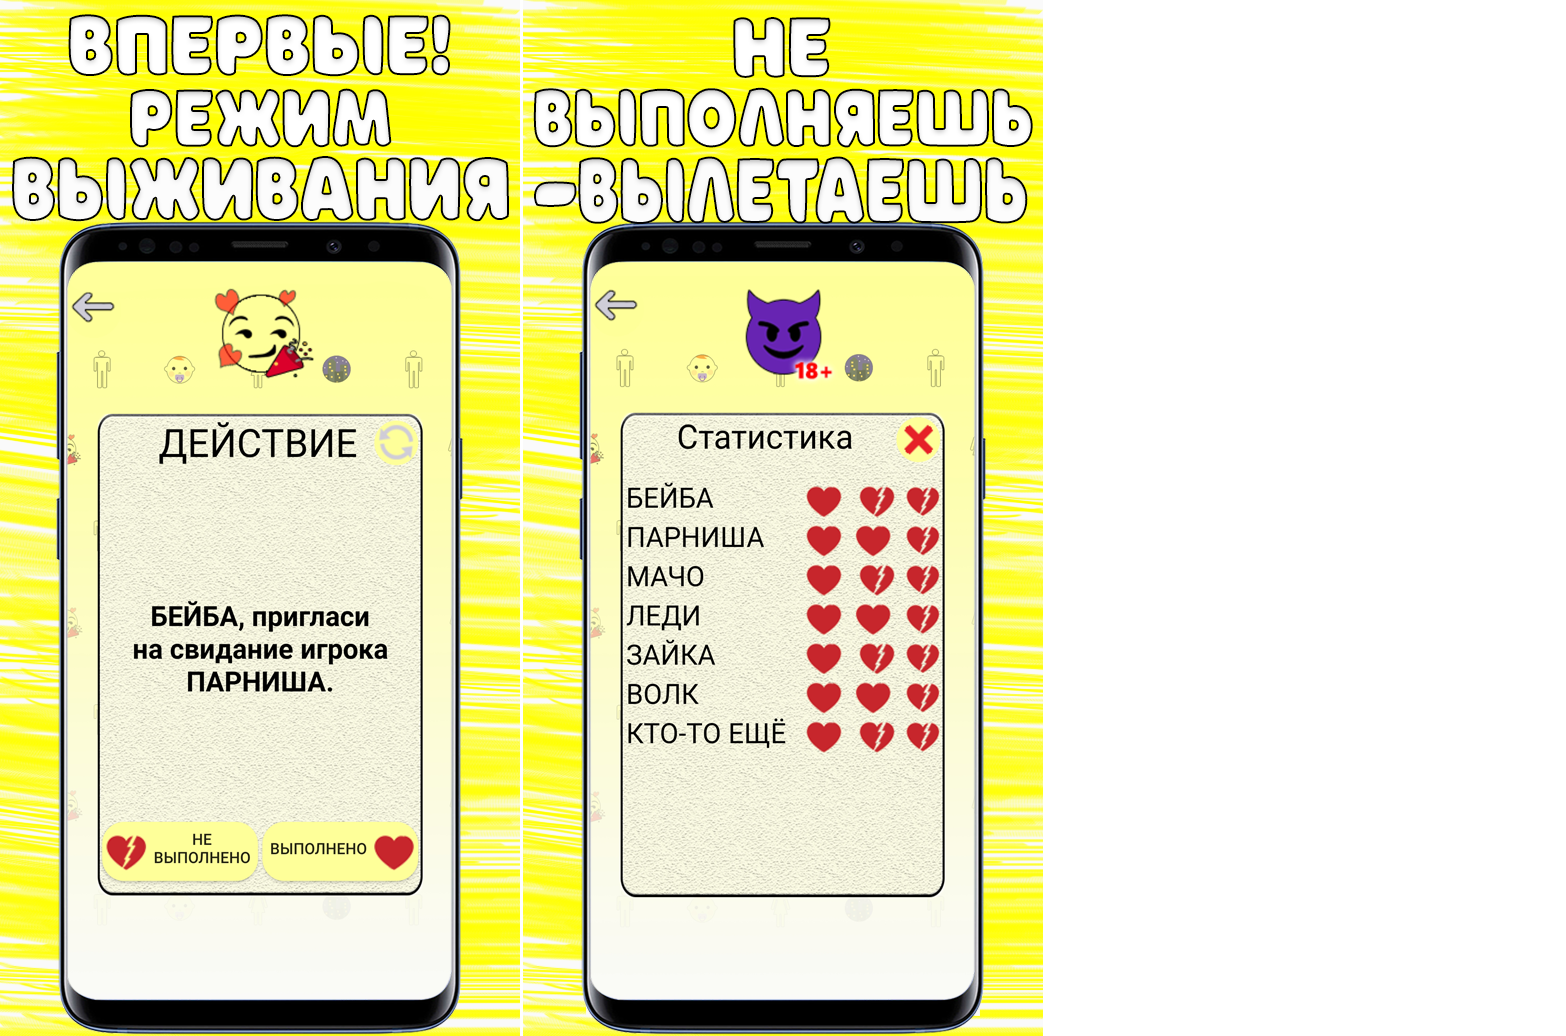 ВПЕРВЫЕ!
РЕЖИМ
ВЫЖИВАНИЯ
ДЕЙСТВИЕ
БЕЙБА, пригласи
на свидание игрока
ПАРНИША.
НЕ
ВЫПОЛНЕНО
ВЫПОЛНЕНО
НЕ
ВЫПОЛНЯЕШЬ
-ВЫЛЕТАЕШЬ
18+
Статистика
БЕЙБА
ПАРНИША
МАЧО
ЛЕДИ
ЗАЙКА
ВОЛК
КТО-ТО ЕЩЁ